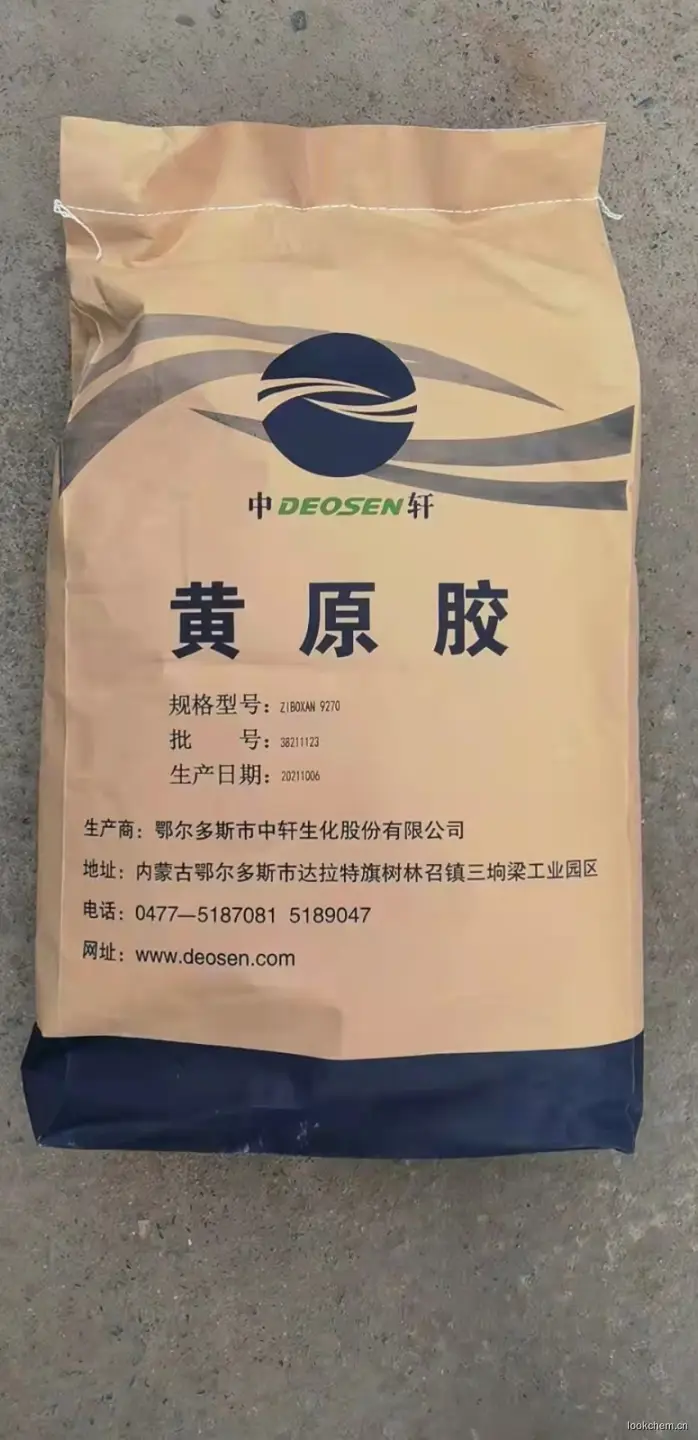 中DEOSEN轩
黄原胶
规格型号：ZIBOXAN 9270
批 号：38211123
生产日期：20211006
生产商：鄂尔多斯市中轩生化股份有限公司
地址：内蒙古鄂尔多斯市达拉特旗树林召镇三垧梁工业园区
电话：0477—5187081 5189047
网址：www.deosen.com
lookchem.cn